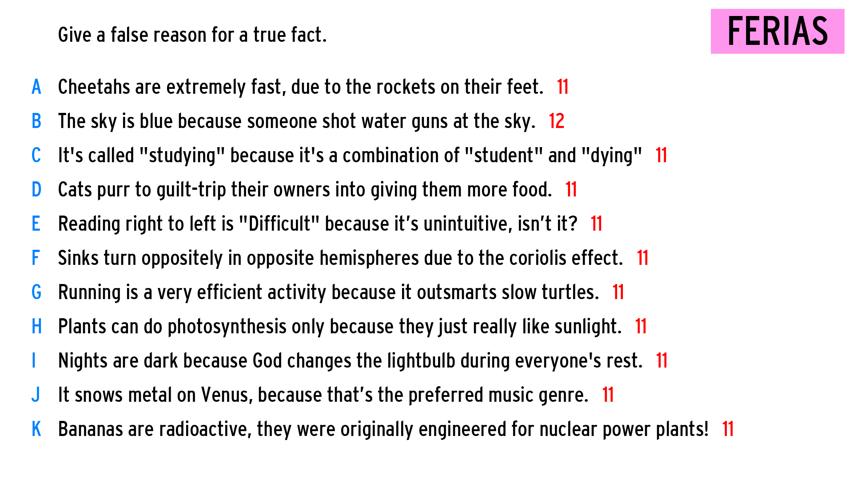 Give a false reason for a true fact.
FERIAS
A Cheetahs are extremely fast, due to the rockets on their feet. 11
B The sky is blue because someone shot water guns at the sky. 12
C It's called "studying" because it's a combination of "student" and "dying" 11
D Cats purr to guilt-trip their owners into giving them more food. 11
E Reading right to left is "Difficult" because it’s unintuitive, isn’t it? 11
F Sinks turn oppositely in opposite hemispheres due to the coriolis effect. 11
G Running is a very efficient activity because it outsmarts slow turtles. 11
H Plants can do photosynthesis only because they just really like sunlight. 11
I Nights are dark because God changes the lightbulb during everyone's rest. 11
J It snows metal on Venus, because that’s the preferred music genre. 11
K Bananas are radioactive, they were originally engineered for nuclear power plants! 11